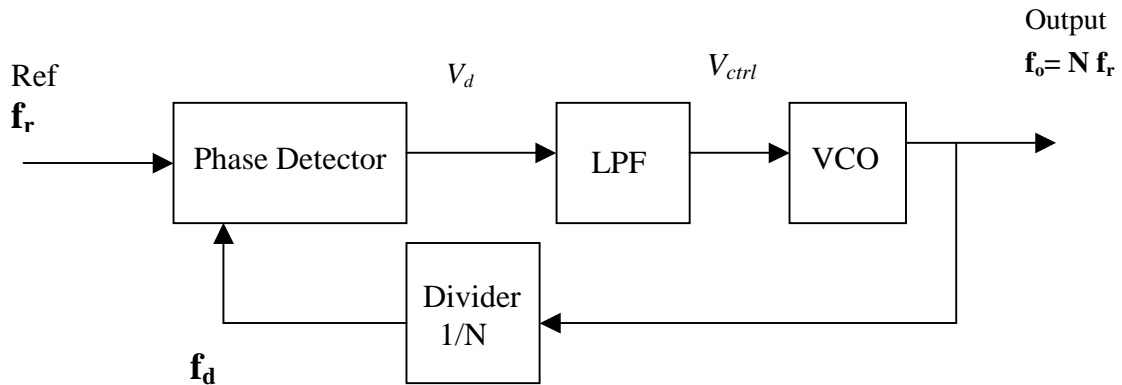 Output
f_o= N f_r
V_d
V_ctrl
Ref
f_r
Phase Detector
LPF
VCO
Divider
1/N
f_d